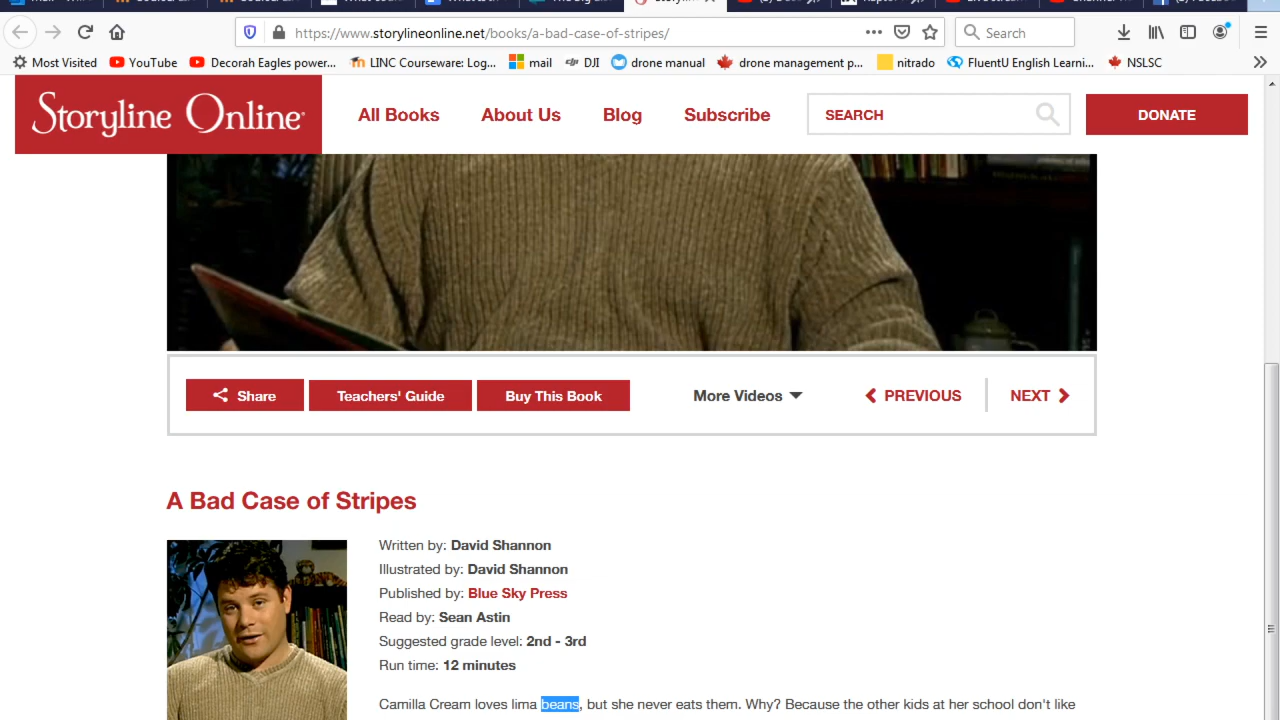 https://www.storylineonline.net/books/a-bad-case-of-stripes/
Search
Most Visited
YouTube
Decorah Eagles power...
LINC Courseware: Log...
mail
DJI
drone manual
drone management p...
nitrado
FluentU English Learni...
NSLSC
Storyline Online
All Books
About Us
Blog
Subscribe
SEARCH
DONATE
Share
Teachers' Guide
Buy This Book
More Videos
PREVIOUS
NEXT
A Bad Case of Stripes
Written by: David Shannon
Illustrated by: David Shannon
Published by: Blue Sky Press
Read by: Sean Astin
Suggested grade level: 2nd - 3rd
Run time: 12 minutes
Camilla Cream loves lima beans, but she never eats them. Why? Because the other kids at her school don't like